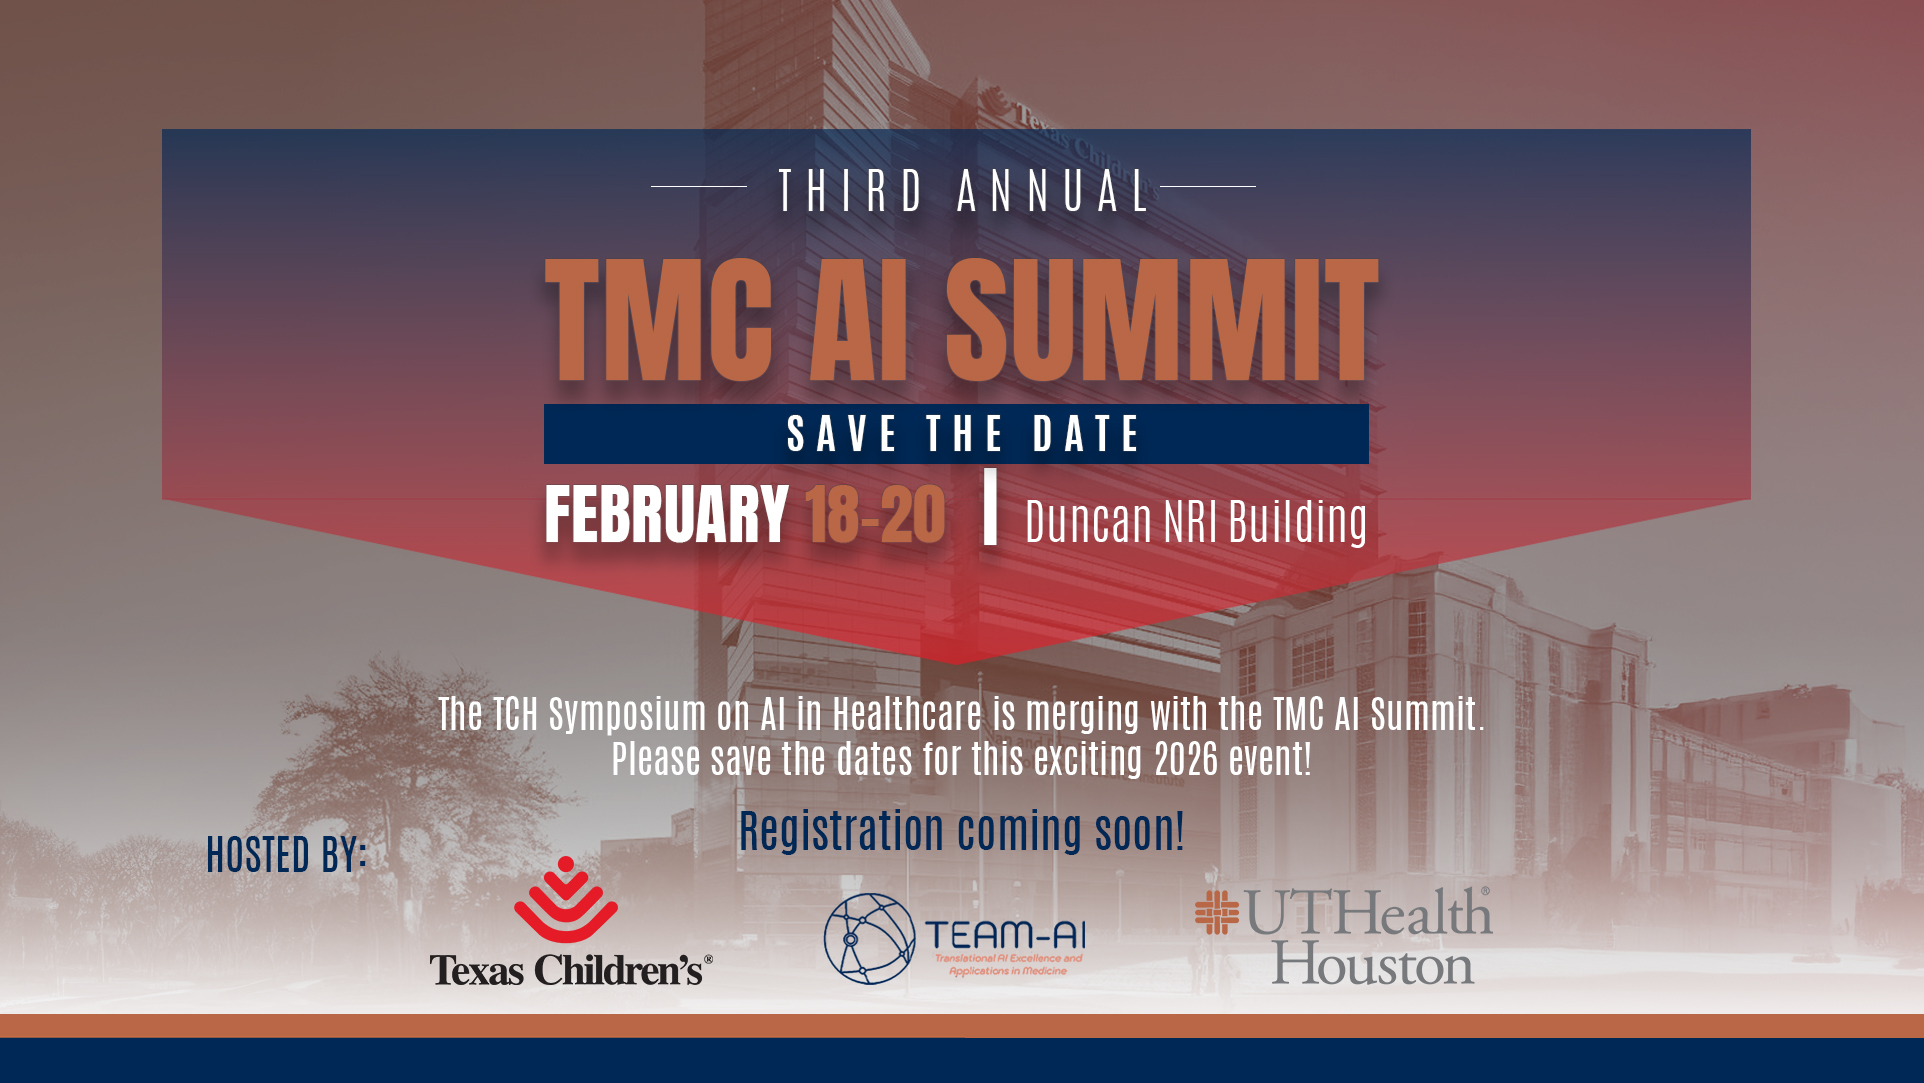 Texas Children's
THIRD ANNUAL
TMC AI SUMMIT
SAVE THE DATE
FEBRUARY 18-20 | Duncan NRI Building
The TCH Symposium on AI in Healthcare is merging with the TMC AI Summit.
Please save the dates for this exciting 2026 event!
Registration coming soon!
HOSTED BY:
Texas Children's®
TEAM-AI
Translational AI Excellence and
Applications in Medicine
UTHealth®
Houston